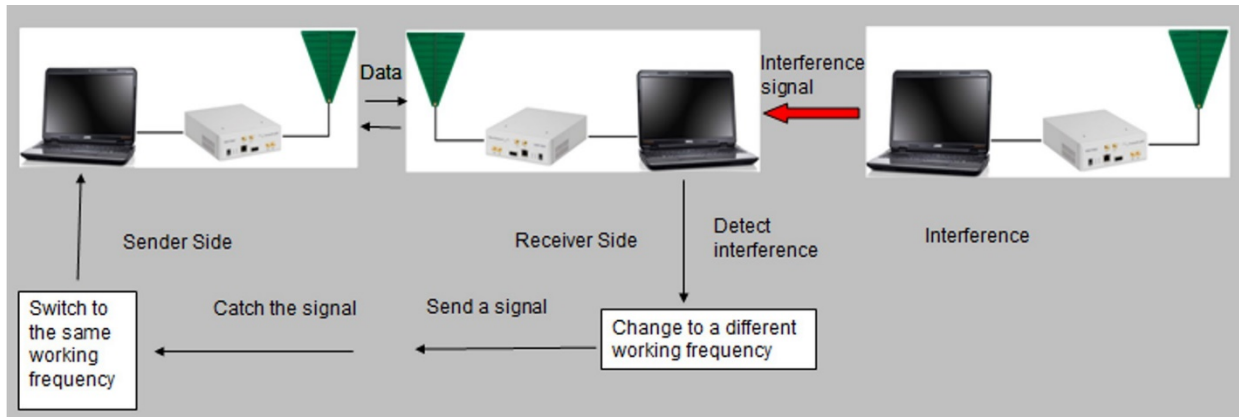 Data
Interference
signal
Sender Side
Receiver Side
Detect
interference
Interference
Switch to
the same
working
frequency
Catch the signal
Send a signal
Change to a different
working frequency